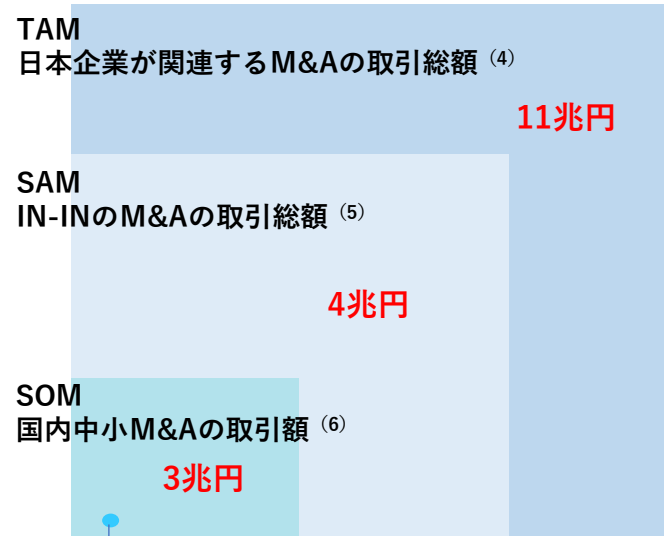 TAM
日本企業が関連するM&Aの取引総額（4）
11兆円
SAM
IN-INのM&Aの取引総額（5）
4兆円
SOM
国内中小M&Aの取引額（6）
3兆円